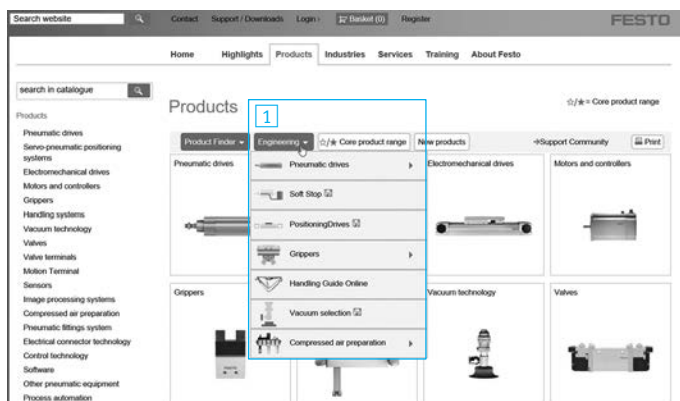 Search website
Contact Support / Downloads Login Basket (0) Register
FESTO
Home Highlights Products Industries Services Training About Festo
search in catalogue
Products
Pneumatic drives
Servo-pneumatic positioning
systems
Electromechanical drives
Motors and controllers
Grippers
Handling systems
Vacuum technology
Valves
Valve terminals
Motion Terminal
Sensors
Image processing systems
Compressed air preparation
Pneumatic fittings system
Electrical connector technology
Control technology
Software
Other pneumatic equipment
Process automation
Products
☆/★= Core product range
1
Product Finder Engineering ☆/★ Core product range New products
→Support Community Print
Pneumatic drives
Pneumatic drives
Soft Stop
PositioningDrives
Grippers
Handling Guide Online
Vacuum selection
Compressed air preparation
Electromechanical drives
Motors and controllers
Grippers
Vacuum technology
Valves